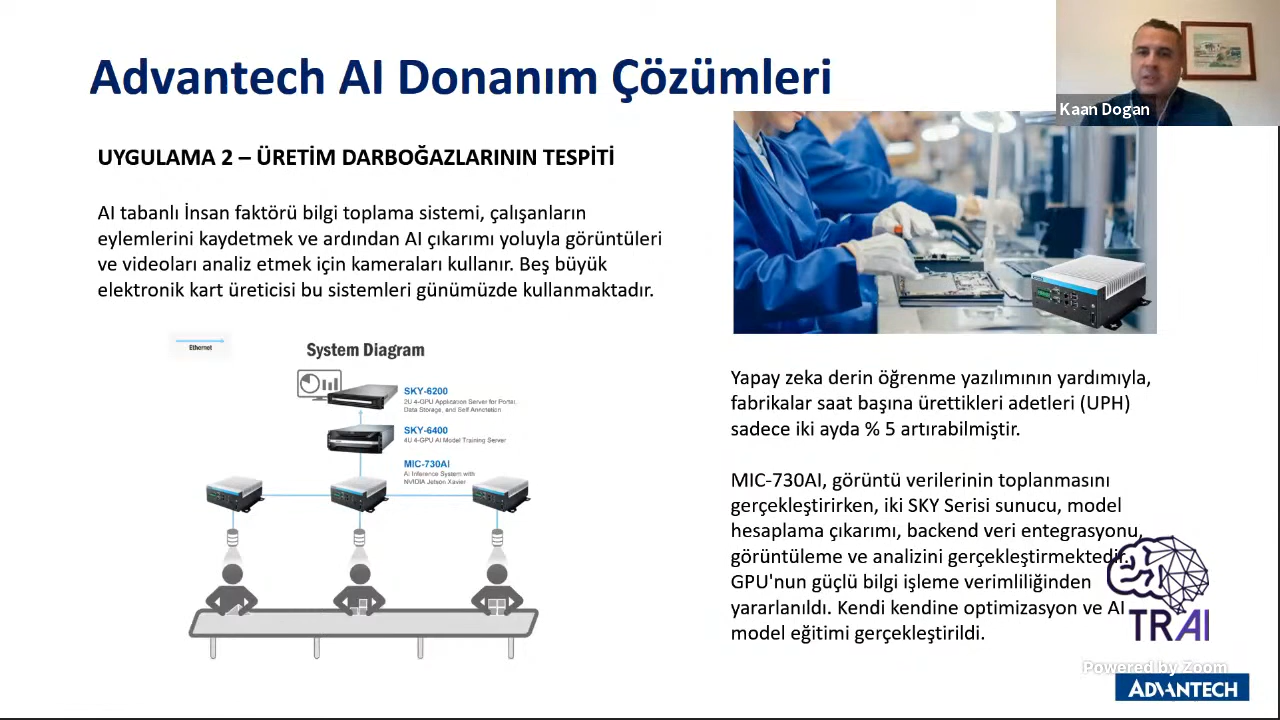 Advantech AI Donanım Çözümleri
Kaan Dogan
UYGULAMA 2 – ÜRETİM DARBOĞAZLARININ TESPİTİ
AI tabanlı İnsan faktörü bilgi toplama sistemi, çalışanların
eylemlerini kaydetmek ve ardından AI çıkarımı yoluyla görüntüleri
ve videoları analiz etmek için kameraları kullanır. Beş büyük
elektronik kart üreticisi bu sistemleri günümüzde kullanmaktadır.
Ethernet
System Diagram
SKY-6200
2U 4-GPU Application Server for Portal,
Data Storage, and Self Annotation
SKY-6400
4U 4-GPU AI Model Training Server
MIC-730AI
AI Inference System with
NVIDIA Jetson Xavier
Yapay zeka derin öğrenme yazılımının yardımıyla,
fabrikalar saat başına ürettikleri adetleri (UPH)
sadece iki ayda % 5 artırabilmiştir.
MIC-730AI, görüntü verilerinin toplanmasını
gerçekleştirirken, iki SKY Serisi sunucu, model
hesaplama çıkarımı, backend veri entegrasyonu,
görüntüleme ve analizini gerçekleştirmektedir.
GPU'nun güçlü bilgi işleme verimliliğinden
yararlanıldı. Kendi kendine optimizasyon ve AI
model eğitimi gerçekleştirildi.
TRAI
Powered by Zoom
ADVANTECH